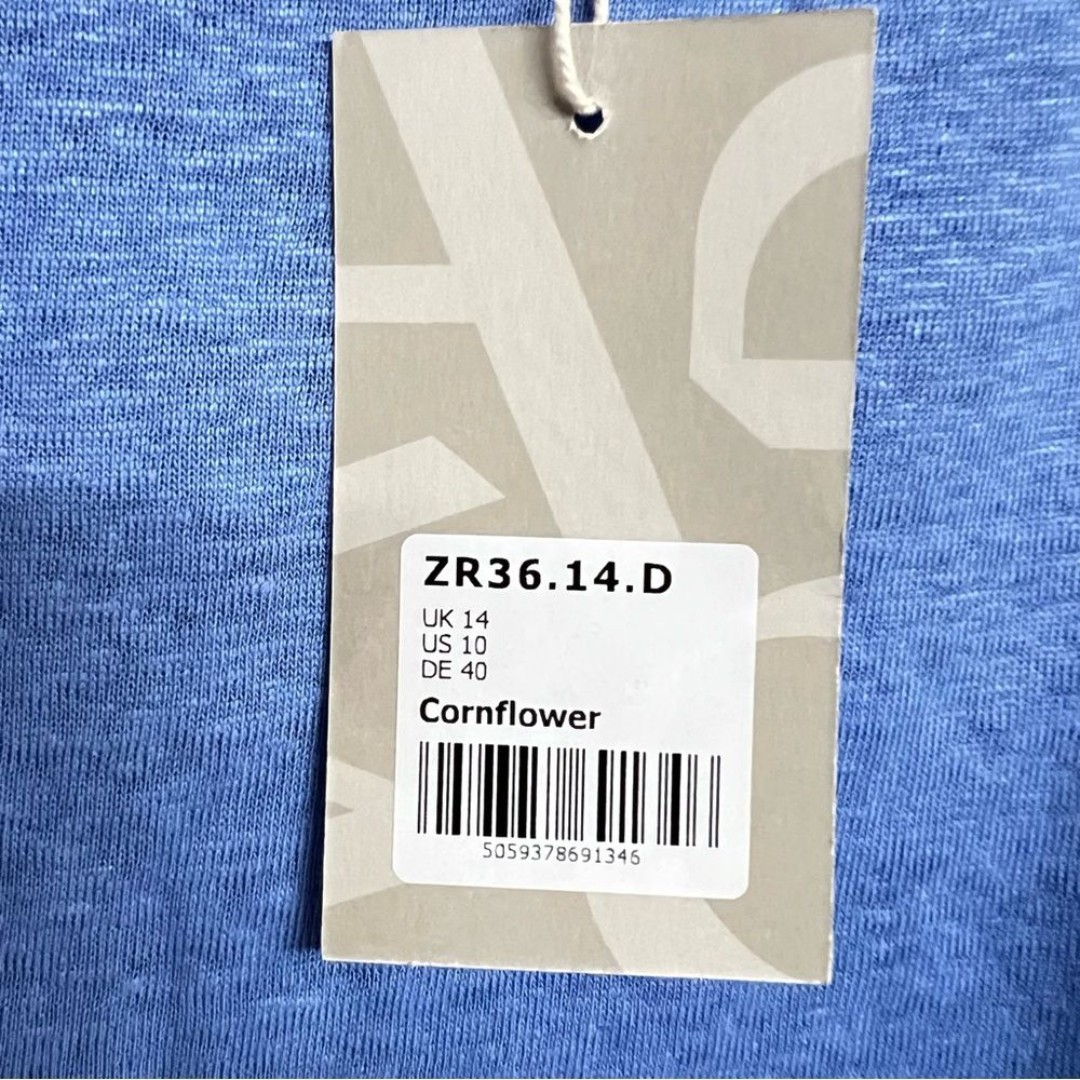 ZR36.14.D
UK 14
US 10
DE 40
Cornflower
5059378691346